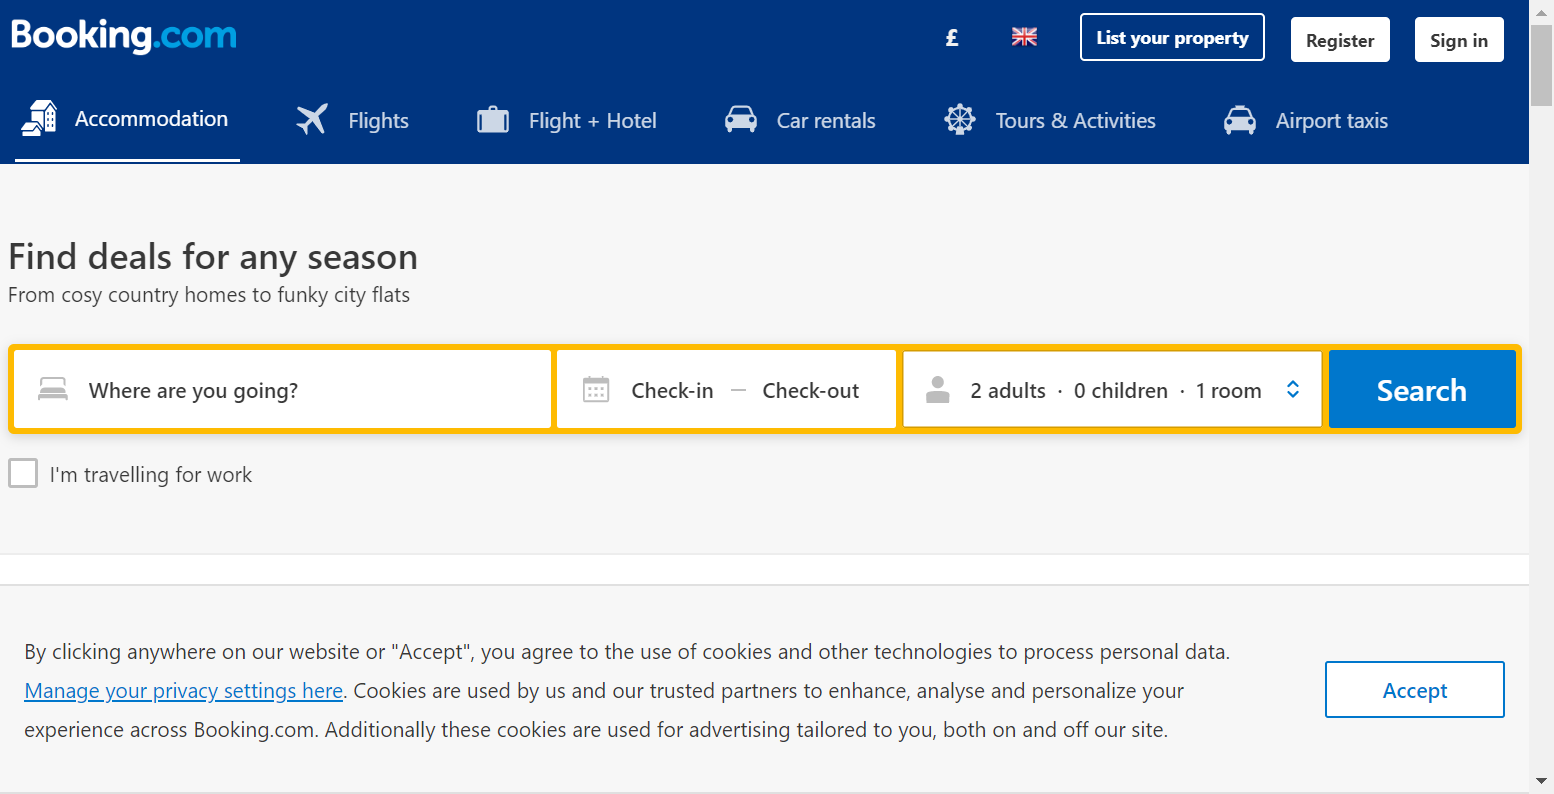 Booking.com
£
List your property
Register
Sign in
Accommodation
Flights
Flight + Hotel
Car rentals
Tours & Activities
Airport taxis
Find deals for any season
From cosy country homes to funky city flats
Where are you going?
Check-in — Check-out
2 adults · 0 children · 1 room
Search
I'm travelling for work
By clicking anywhere on our website or "Accept", you agree to the use of cookies and other technologies to process personal data.
Manage your privacy settings here. Cookies are used by us and our trusted partners to enhance, analyse and personalize your
experience across Booking.com. Additionally these cookies are used for advertising tailored to you, both on and off our site.
Accept